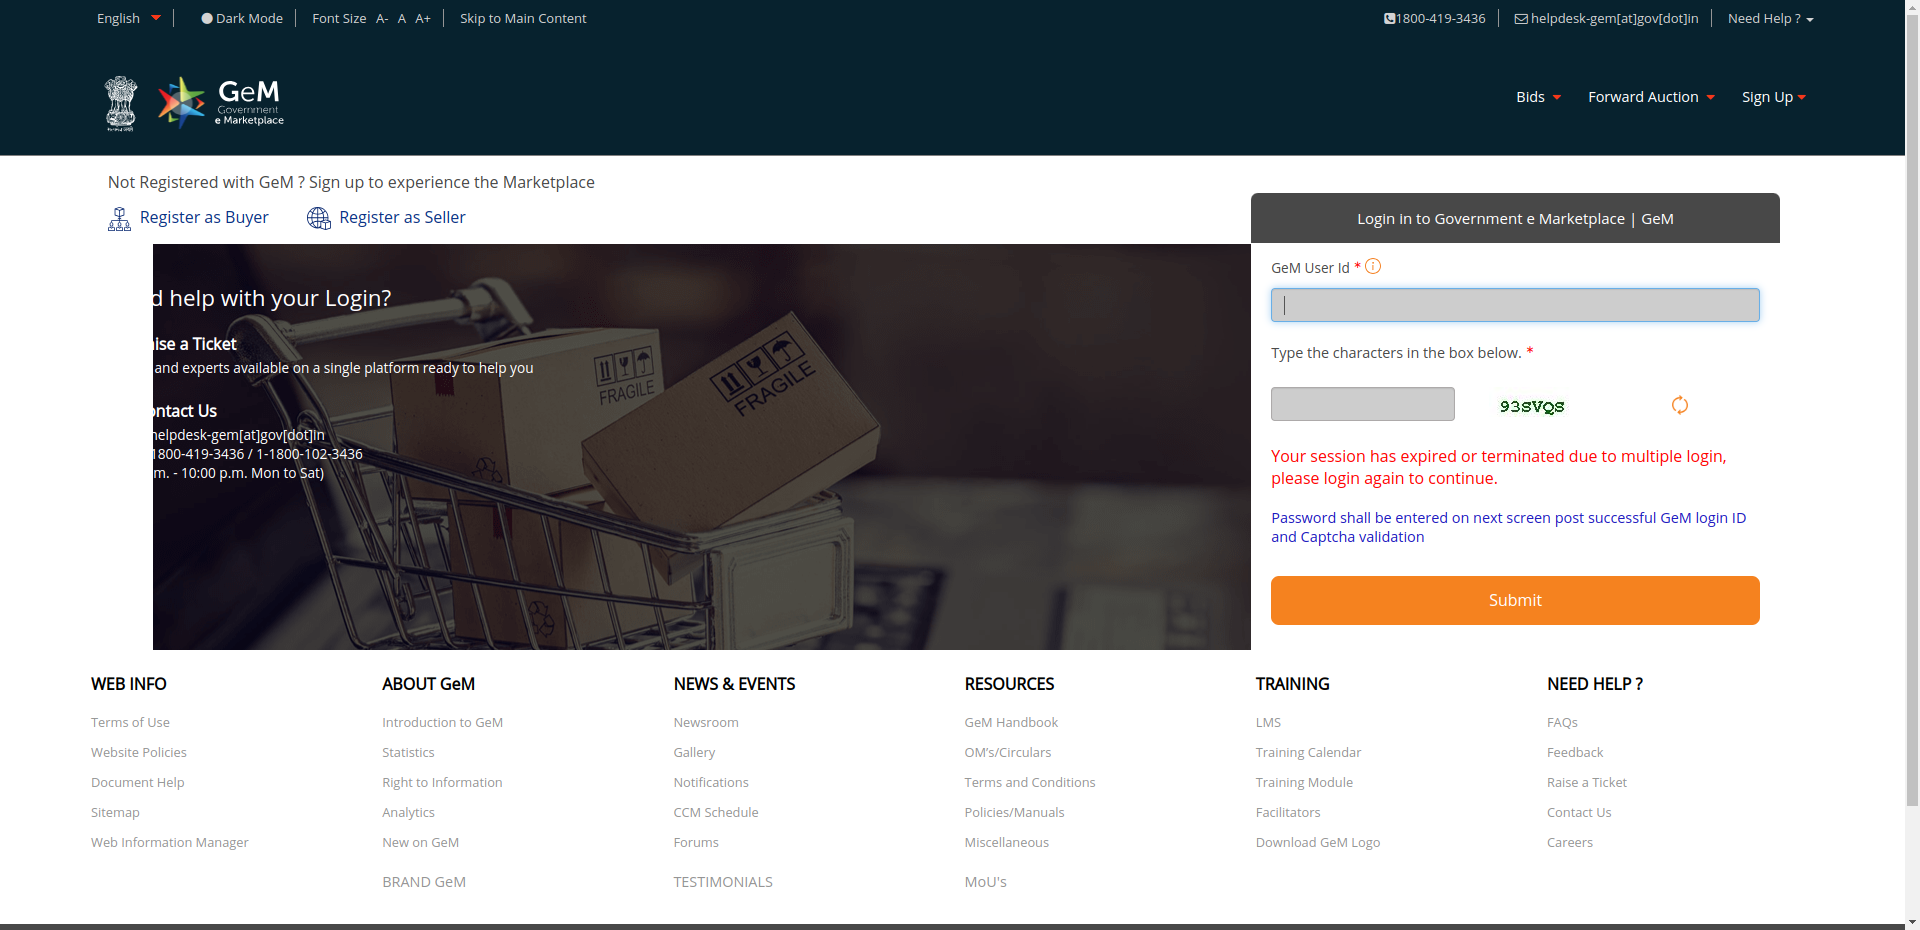 English
Dark Mode
Font Size A- A A+
Skip to Main Content
1800-419-3436
helpdesk-gem[at]gov[dot]in
Need Help ?
GeM
Government
e Marketplace
Bids
Forward Auction
Sign Up
Not Registered with GeM ? Sign up to experience the Marketplace
Register as Buyer
Register as Seller
Login in to Government e Marketplace | GeM
d help with your Login?
ise a Ticket
and experts available on a single platform ready to help you
ontact Us
helpdesk-gem[at]gov[dot]in
1800-419-3436 / 1-1800-102-3436
m. - 10:00 p.m. Mon to Sat)
FRAGILE
FRAGILE
GeM User Id *
Type the characters in the box below. *
93sVQS
Your session has expired or terminated due to multiple login,
please login again to continue.
Password shall be entered on next screen post successful GeM login ID
and Captcha validation
Submit
WEB INFO
Terms of Use
Website Policies
Document Help
Sitemap
Web Information Manager
ABOUT GeM
Introduction to GeM
Statistics
Right to Information
Analytics
New on GeM
BRAND GeM
NEWS & EVENTS
Newsroom
Gallery
Notifications
CCM Schedule
Forums
TESTIMONIALS
RESOURCES
GeM Handbook
OM's/Circulars
Terms and Conditions
Policies/Manuals
Miscellaneous
MoU's
TRAINING
LMS
Training Calendar
Training Module
Facilitators
Download GeM Logo
NEED HELP ?
FAQs
Feedback
Raise a Ticket
Contact Us
Careers